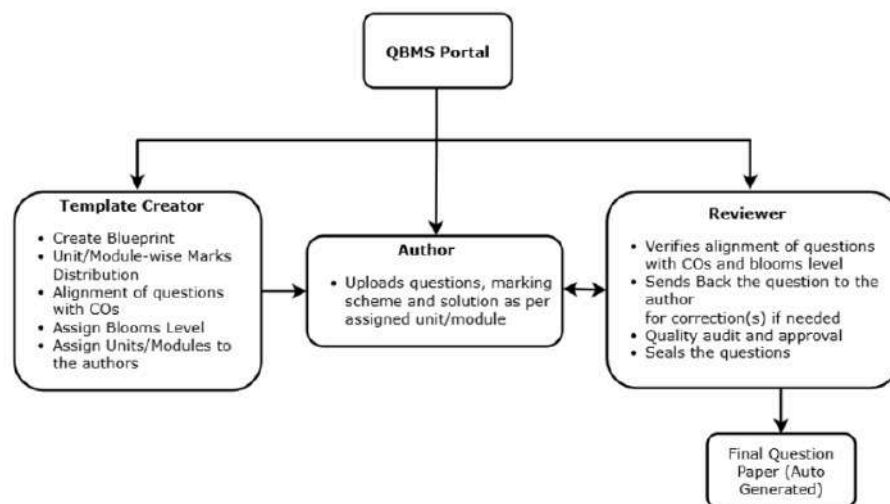 QBMS Portal
Template Creator
• Create Blueprint
• Unit/Module-wise Marks
Distribution
• Alignment of questions
with COs
• Assign Blooms Level
• Assign Units/Modules to
the authors
Author
• Uploads questions, marking
scheme and solution as per
assigned unit/module
Reviewer
• Verifies alignment of questions
with COs and blooms level
• Sends Back the question to the
author
for correction(s) if needed
• Quality audit and approval
• Seals the questions
Final Question
Paper (Auto
Generated)